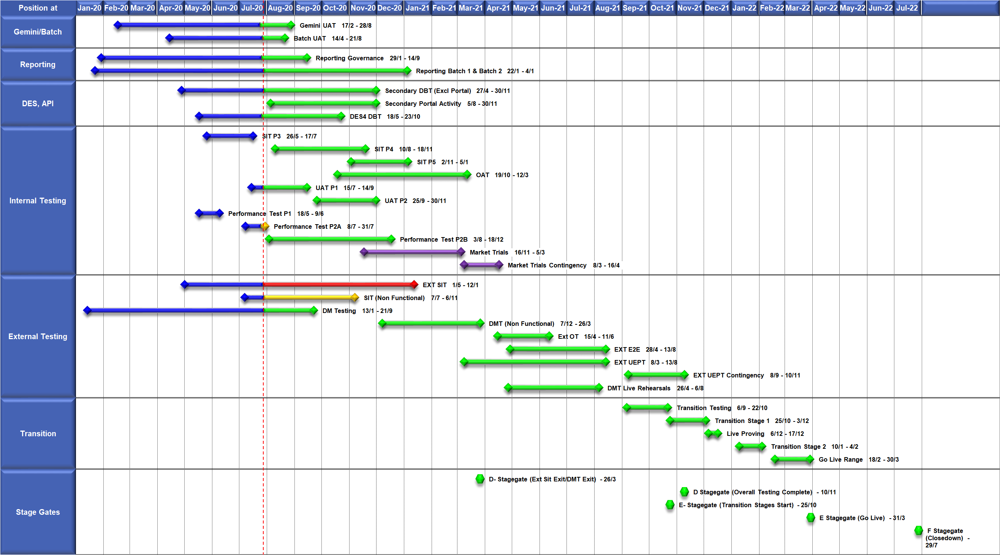 Position at Jan-20 Feb-20 Mar-20 Apr-20 May-20 Jun-20 Jul-20 Aug-20 Sep-20 Oct-20 Nov-20 Dec-20 Jan-21 Feb-21 Mar-21 Apr-21 May-21 Jun-21 Jul-21 Aug-21 Sep-21 Oct-21 Nov-21 Dec-21 Jan-22 Feb-22 Mar-22 Apr-22 May-22 Jun-22 Jul-22
Gemini/Batch
Gemini UAT 17/2 - 28/8
Batch UAT 14/4 - 21/8
Reporting
Reporting Governance 29/1 - 14/9
Reporting Batch 1 & Batch 2 22/1 - 4/1
DES, API
Secondary DBT (Excl Portal) 27/4 - 30/11
Secondary Portal Activity 5/8 - 30/11
DES4 DBT 18/5 - 23/10
Internal Testing
SIT P3 26/5 - 17/7
SIT P4 10/8 - 18/11
SIT P5 2/11 - 5/1
OAT 19/10 - 12/3
UAT P1 15/7 - 14/9
UAT P2 25/9 - 30/11
Performance Test P1 18/5 - 9/6
Performance Test P2A 8/7 - 31/7
Performance Test P2B 3/8 - 18/12
Market Trials 16/11 - 5/3
Market Trials Contingency 8/3 - 16/4
External Testing
EXT SIT 1/5 - 12/1
SIT (Non Functional) 7/7 - 6/11
DM Testing 13/1 - 21/9
DMT (Non Functional) 7/12 - 26/3
Ext OT 15/4 - 11/6
EXT E2E 28/4 - 13/8
EXT UEPT 8/3 - 13/8
EXT UEPT Contingency 8/9 - 10/11
DMT Live Rehearsals 26/4 - 6/8
Transition
Transition Testing 6/9 - 22/10
Transition Stage 1 25/10 - 3/12
Live Proving 6/12 - 17/12
Transition Stage 2 10/1 - 4/2
Go Live Range 18/2 - 30/3
Stage Gates
D- Stagegate (Ext Sit Exit/DMT Exit) - 26/3
D Stagegate (Overall Testing Complete) - 10/11
E- Stagegate (Transition Stages Start) - 25/10
E Stagegate (Go Live) - 31/3
F Stagegate
(Closedown) -
29/7